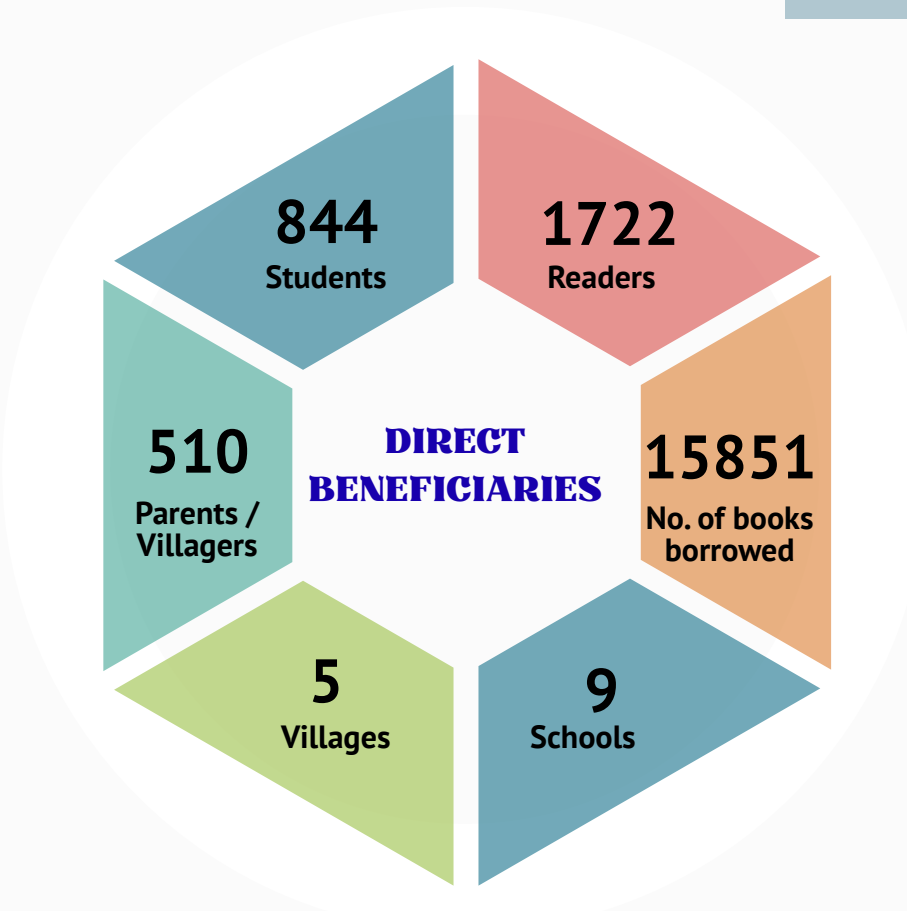 844
Students
1722
Readers
510
Parents /
Villagers
DIRECT
BENEFICIARIES
15851
No. of books
borrowed
5
Villages
9
Schools